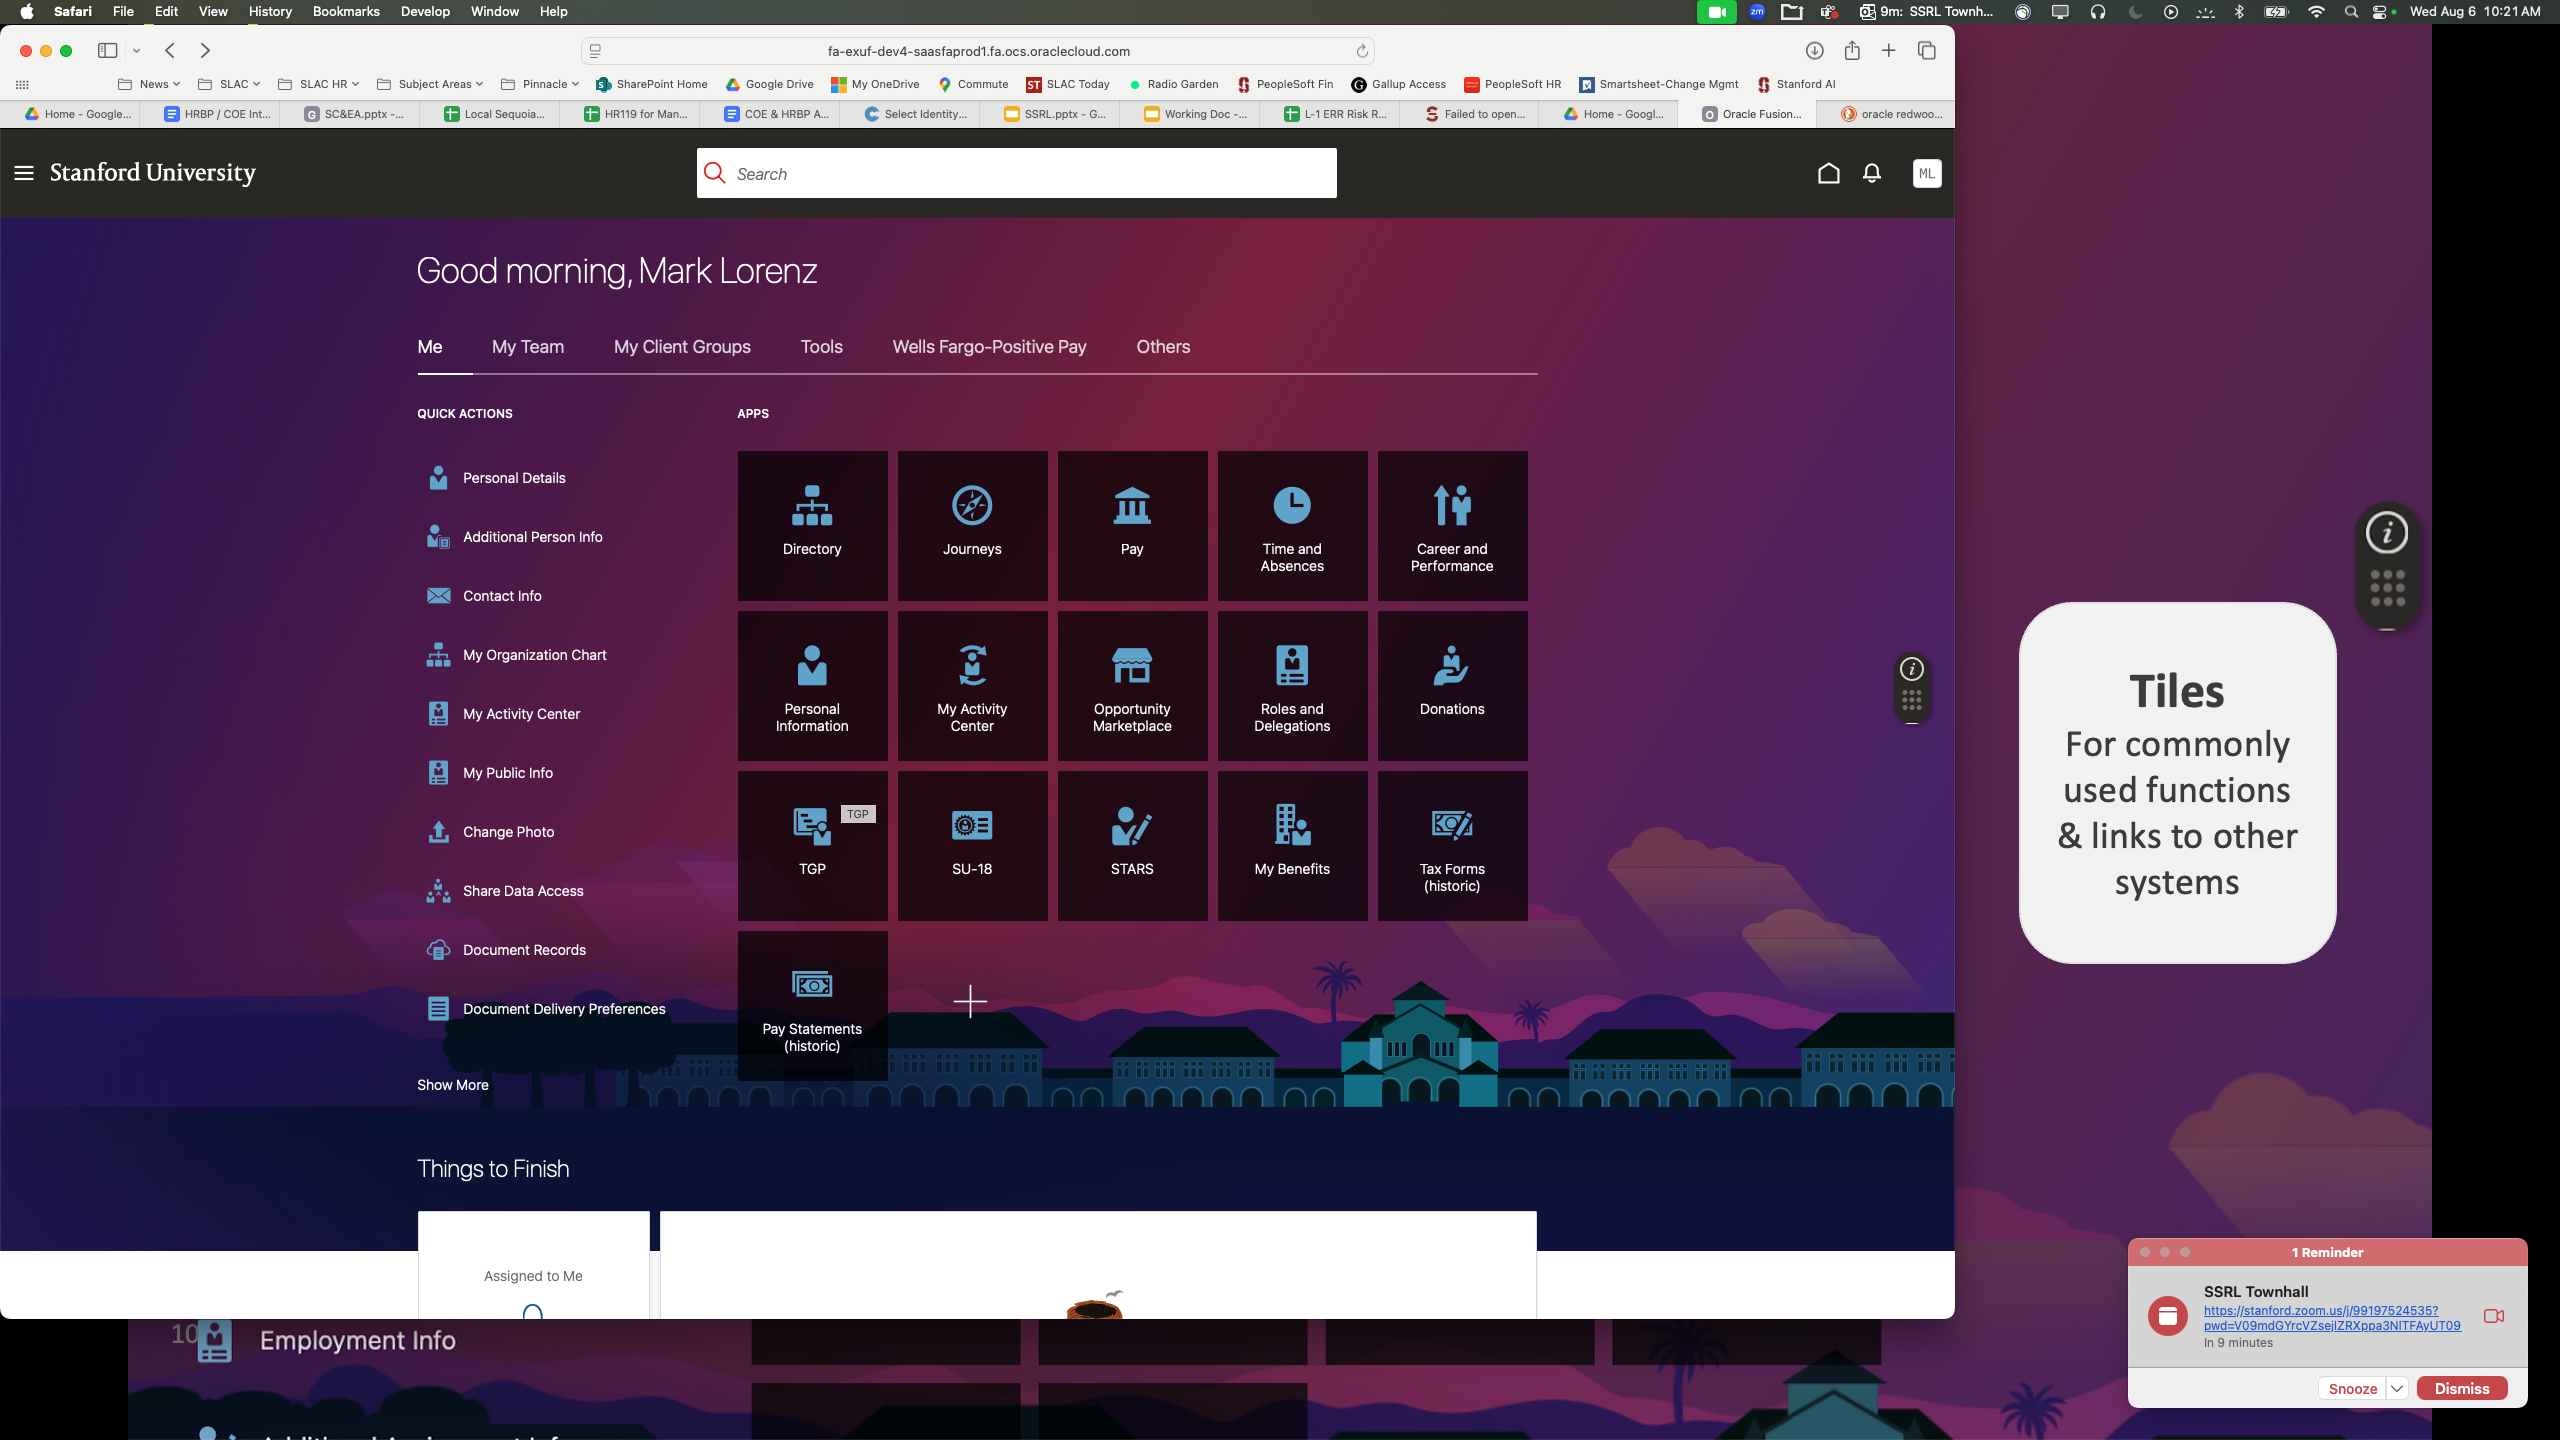 Safari File Edit View History Bookmarks Develop Window Help
zm 9m: SSRL Townh... Wed Aug 6 10:21 AM
fa-exuf-dev4-saasfaprod1.fa.ocs.oraclecloud.com
News SLAC SLAC HR Subject Areas Pinnacle SharePoint Home Google Drive My OneDrive Commute SLAC Today Radio Garden PeopleSoft Fin Gallup Access PeopleSoft HR Smartsheet-Change Mgmt Stanford AI
Home - Google... HRBP / COE Int... SC&EA.pptx -... Local Sequoia... HR119 for Man... COE & HRBP A... Select Identity... SSRL.pptx - G... Working Doc -... L-1 ERR Risk R... Failed to open... Home - Googl... Oracle Fusion... oracle redwoo...
Stanford University
Search
ML
Good morning, Mark Lorenz
Me My Team My Client Groups Tools Wells Fargo-Positive Pay Others
QUICK ACTIONS
Personal Details
Additional Person Info
Contact Info
My Organization Chart
My Activity Center
My Public Info
Change Photo
Share Data Access
Document Records
Document Delivery Preferences
Show More
APPS
Directory
Journeys
Pay
Time and
Absences
Career and
Performance
Personal
Information
My Activity
Center
Opportunity
Marketplace
Roles and
Delegations
Donations
TGP
TGP
SU-18
STARS
My Benefits
Tax Forms
(historic)
Pay Statements
(historic)
Things to Finish
Assigned to Me
Tiles
For commonly
used functions
& links to other
systems
1 Reminder
SSRL Townhall
https://stanford.zoom.us/j/99197524535?
pwd=V09mdGYrcVZsejlZRXppa3NITFAyUT09
In 9 minutes
Snooze
Dismiss
10
Employment Info